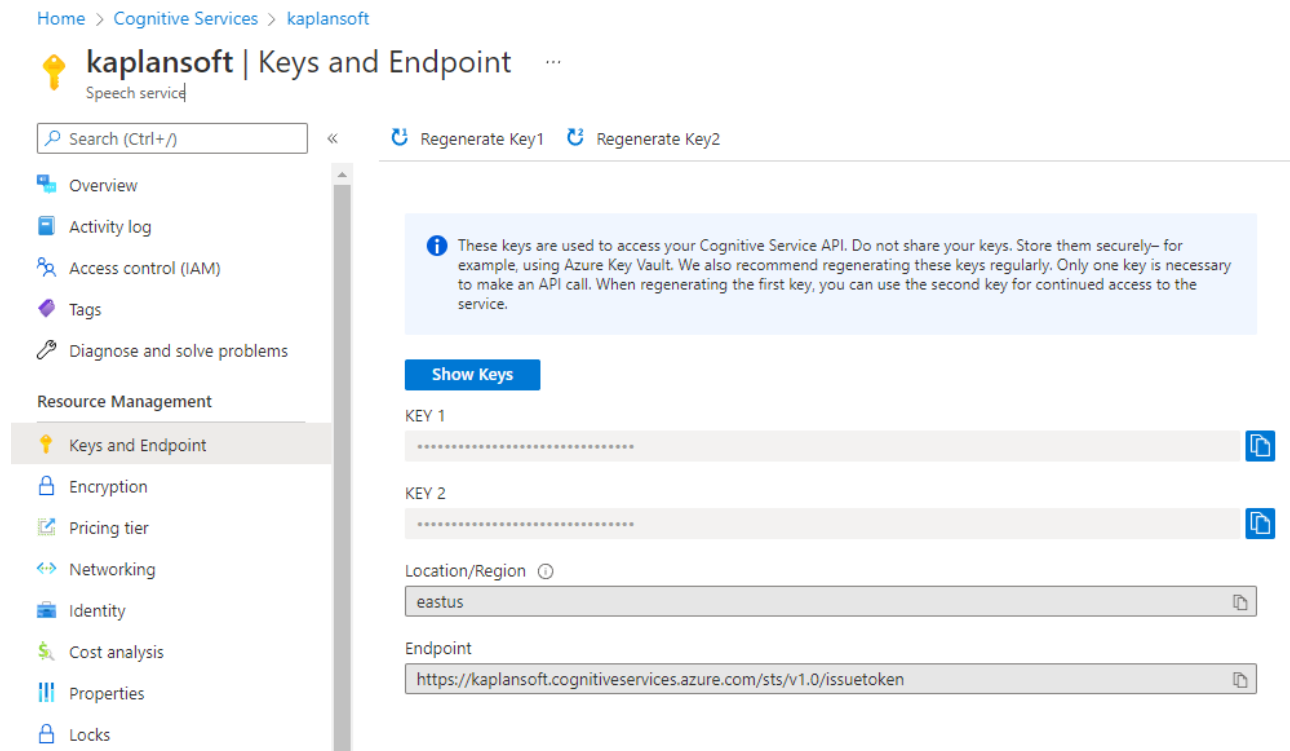 Home > Cognitive Services > kaplansoft
kaplansoft | Keys and Endpoint ...
Speech service
Search (Ctrl+/)
«
Regenerate Key1
Regenerate Key2
Overview
Activity log
Access control (IAM)
Tags
Diagnose and solve problems
Resource Management
Keys and Endpoint
Encryption
Pricing tier
Networking
Identity
Cost analysis
Properties
Locks
These keys are used to access your Cognitive Service API. Do not share your keys. Store them securely– for
example, using Azure Key Vault. We also recommend regenerating these keys regularly. Only one key is necessary
to make an API call. When regenerating the first key, you can use the second key for continued access to the
service.
Show Keys
KEY 1
••••••••••••••••••••••••••••••••
KEY 2
••••••••••••••••••••••••••••••••
Location/Region
eastus
Endpoint
https://kaplansoft.cognitiveservices.azure.com/sts/v1.0/issuetoken